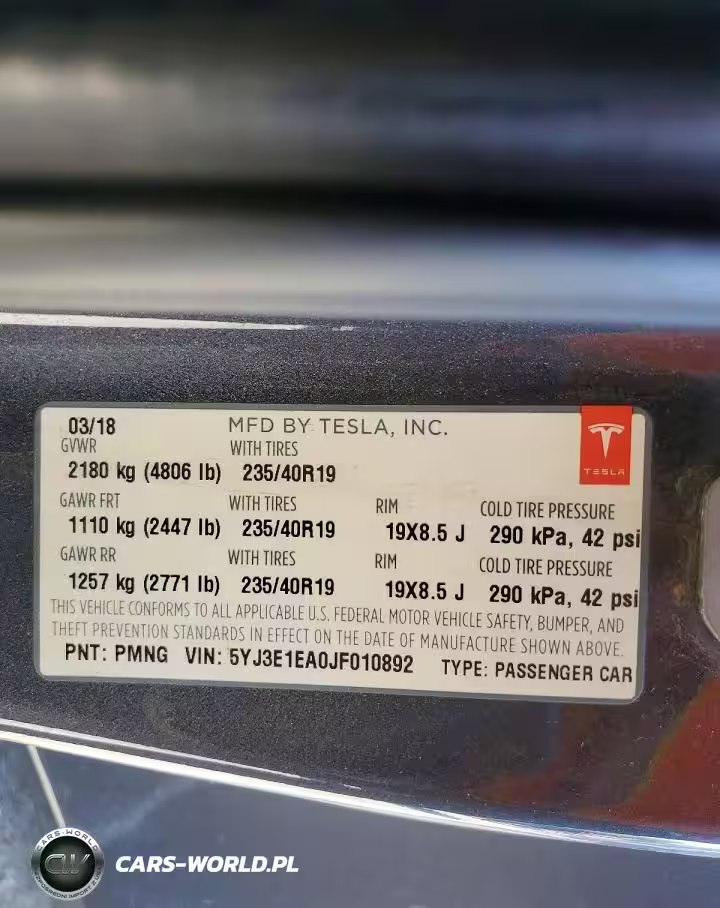 03/18 MFD BY TESLA, INC.
GVWR WITH TIRES
2180 kg (4806 lb) 235/40R19
TESLA
GAWR FRT WITH TIRES RIM COLD TIRE PRESSURE
1110 kg (2447 lb) 235/40R19 19X8.5 J 290 kPa, 42 psi
GAWR RR WITH TIRES RIM COLD TIRE PRESSURE
1257 kg (2771 lb) 235/40R19 19X8.5 J 290 kPa, 42 psi
THIS VEHICLE CONFORMS TO ALL APPLICABLE U.S. FEDERAL MOTOR VEHICLE SAFETY, BUMPER, AND
THEFT PREVENTION STANDARDS IN EFFECT ON THE DATE OF MANUFACTURE SHOWN ABOVE.
PNT: PMNG VIN: 5YJ3E1EA0JF010892 TYPE: PASSENGER CAR
CARS-WORLD
CW
CARS-WORLD.PL